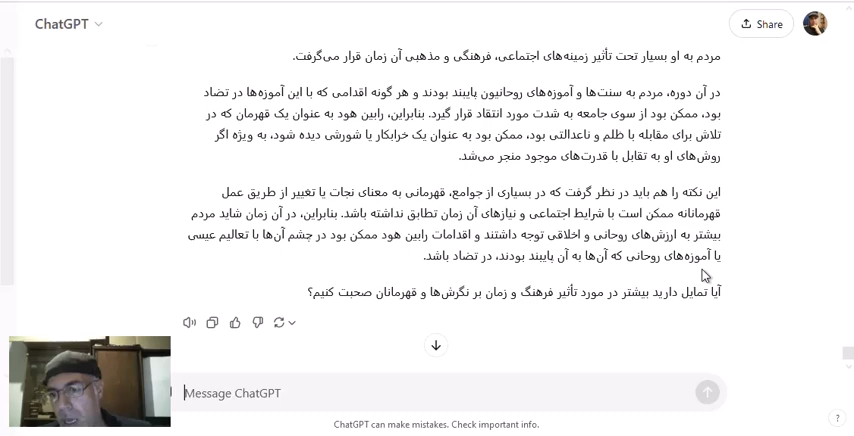 ChatGPT
Share
مردم به او بسیار تحت تأثیر زمینه‌های اجتماعی، فرهنگی و مذهبی آن زمان قرار می‌گرفت.
در آن دوره، مردم به سنت‌ها و آموزه‌های روحانیون پایبند بودند و هر گونه اقدامی که با این آموزه‌ها در تضاد
بود، ممکن بود از سوی جامعه به شدت مورد انتقاد قرار گیرد. بنابراین، رابین هود به عنوان یک قهرمان که در
تلاش برای مقابله با ظلم و ناعدالتی بود، ممکن بود به عنوان یک خرابکار یا شورشی دیده شود، به ویژه اگر
روش‌های او به تقابل با قدرت‌های موجود منجر می‌شد.
این نکته را هم باید در نظر گرفت که در بسیاری از جوامع، قهرمانی به معنای نجات یا تغییر از طریق عمل
قهرمانانه ممکن است با شرایط اجتماعی و نیازهای آن زمان تطابق نداشته باشد. بنابراین، در آن زمان شاید مردم
بیشتر به ارزش‌های روحانی و اخلاقی توجه داشتند و اقدامات رابین هود ممکن بود در چشم آن‌ها با تعالیم عیسی
یا آموزه‌های روحانی که آن‌ها به آن پایبند بودند، در تضاد باشد.
آیا تمایل دارید بیشتر در مورد تأثیر فرهنگ و زمان بر نگرش‌ها و قهرمانان صحبت کنیم؟
Message ChatGPT
ChatGPT can make mistakes. Check important info.
?